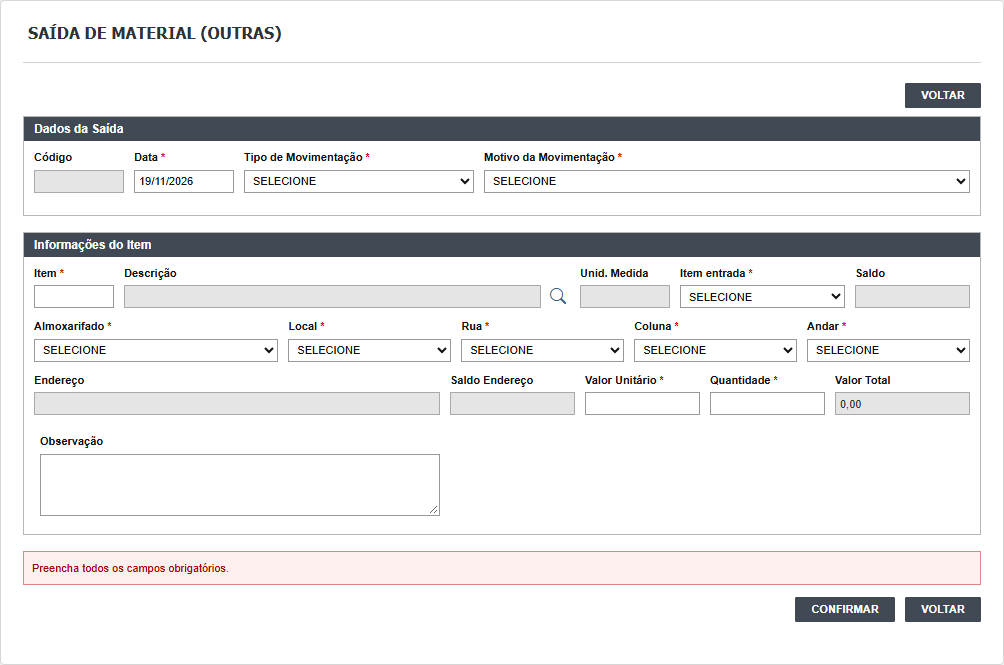 SAÍDA DE MATERIAL (OUTRAS)
VOLTAR
Dados da Saída
Código Data * Tipo de Movimentação * Motivo da Movimentação *
19/11/2026 SELECIONE SELECIONE
Informações do Item
Item * Descrição Unid. Medida Item entrada * Saldo
SELECIONE
Almoxarifado * Local * Rua * Coluna * Andar *
SELECIONE SELECIONE SELECIONE SELECIONE SELECIONE
Endereço Saldo Endereço Valor Unitário * Quantidade * Valor Total
0,00
Observação
Preencha todos os campos obrigatórios.
CONFIRMAR VOLTAR